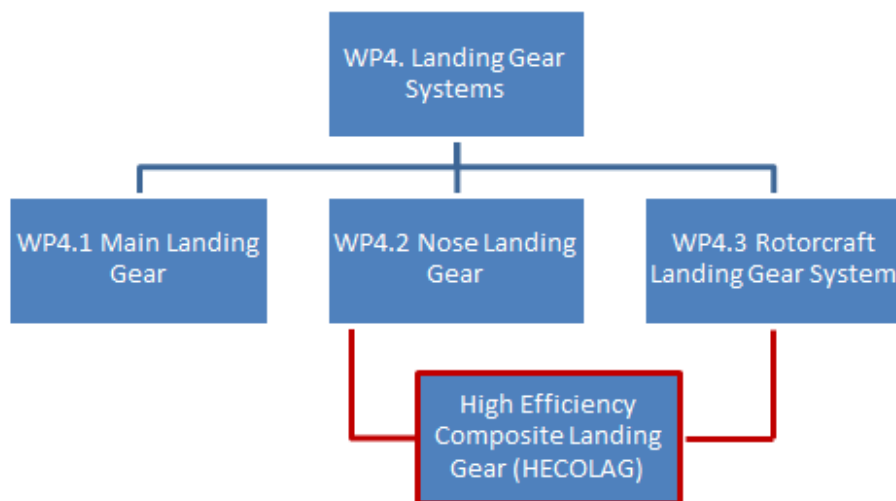 WP4. Landing Gear
Systems
WP4.1 Main Landing
Gear
WP4.2 Nose Landing
Gear
WP4.3 Rotorcraft
Landing Gear System
High Efficiency
Composite Landing
Gear (HECOLAG)